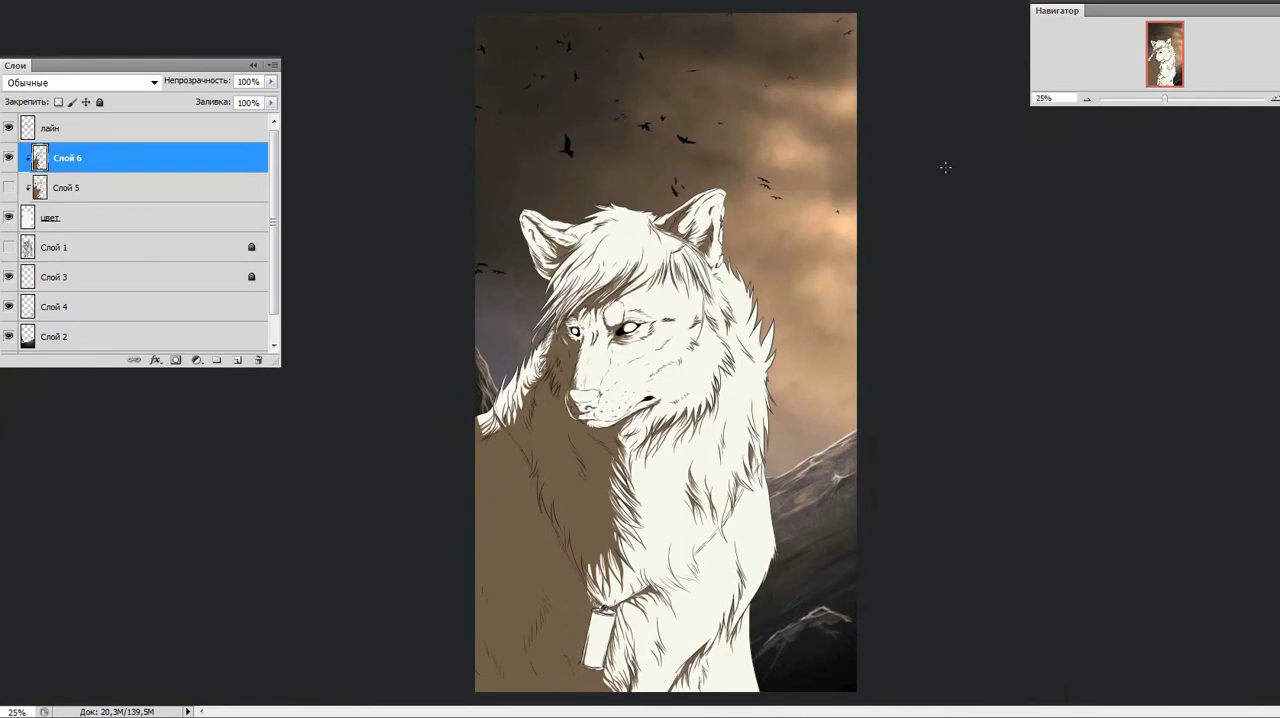 Слои
Обычные
Непрозрачность: 100%
Закрепить:
Заливка: 100%
лайн
Слой 6
Слой 5
цвет
Слой 1
Слой 3
Слой 4
Слой 2
Навигатор
25%
25%
Док: 20,3M/139,5M